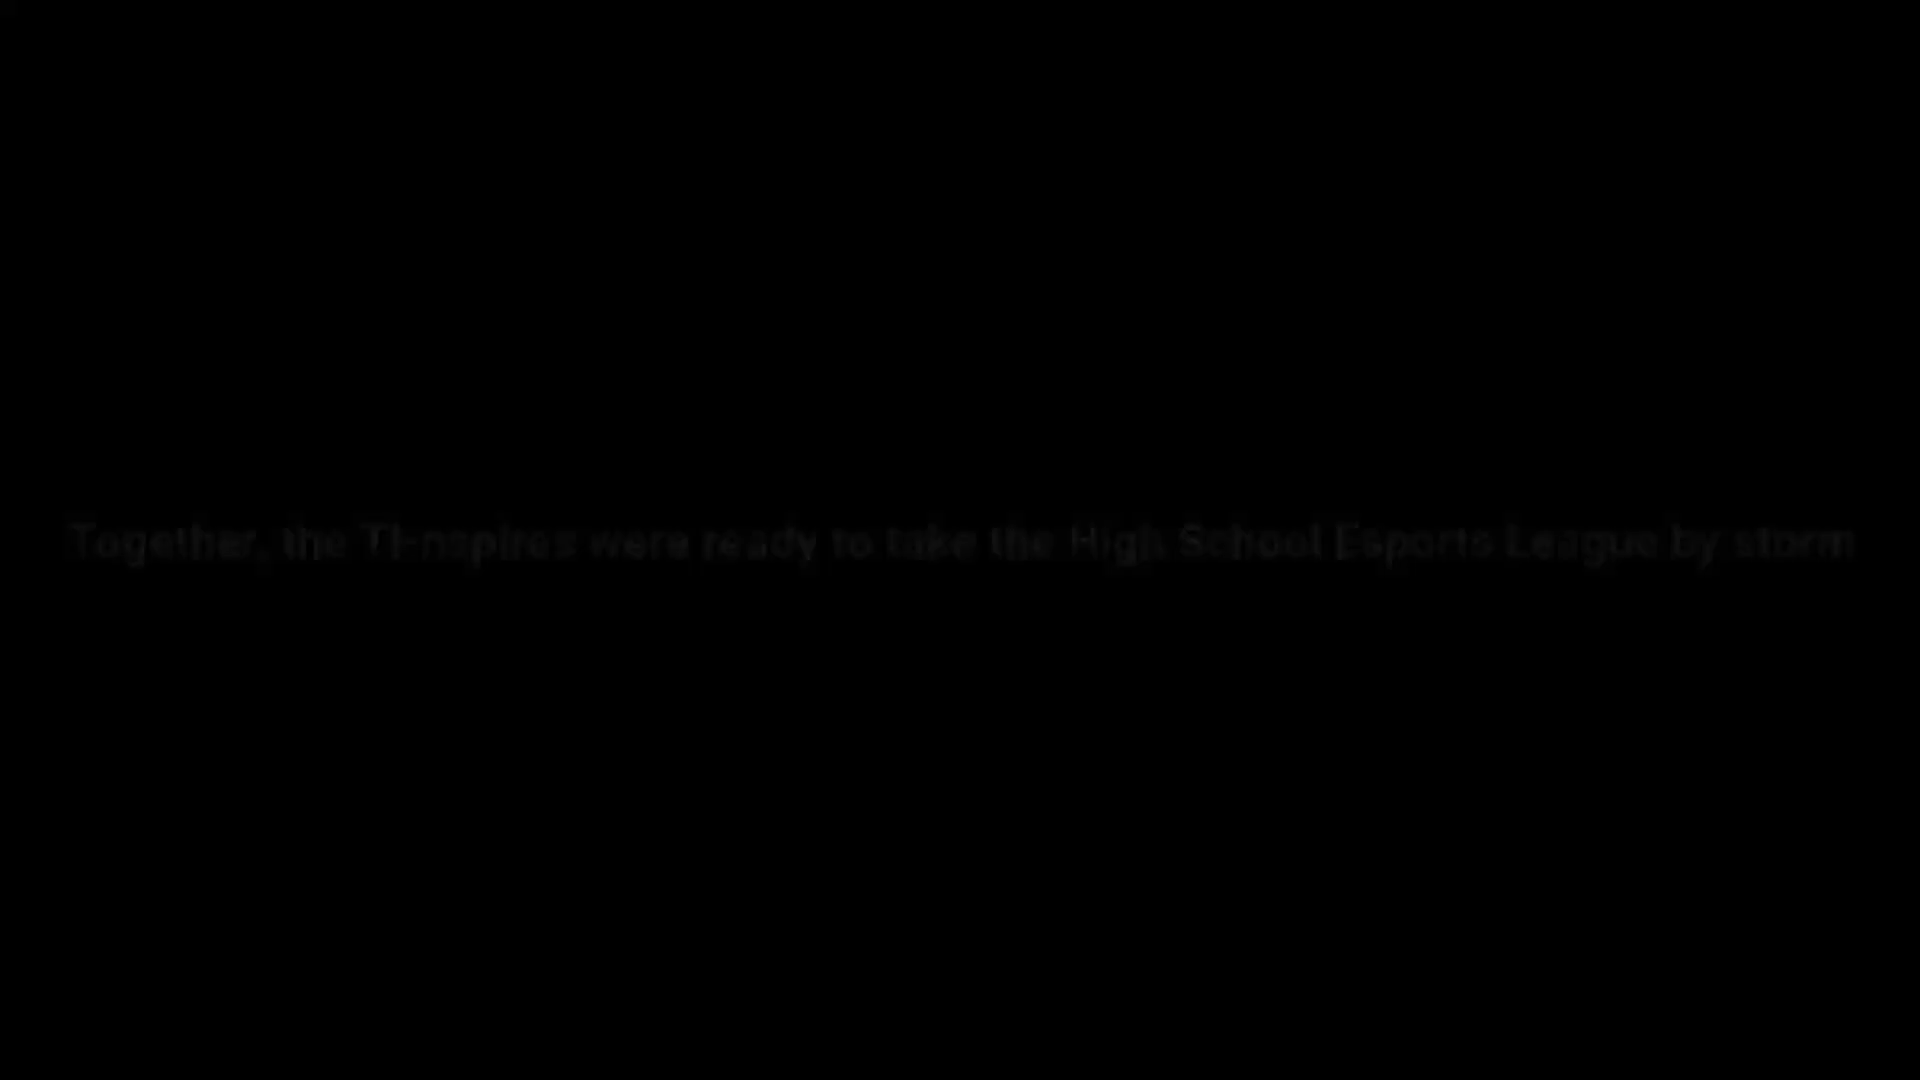 Together, the TI-nspires were ready to take the High School Esports League by storm